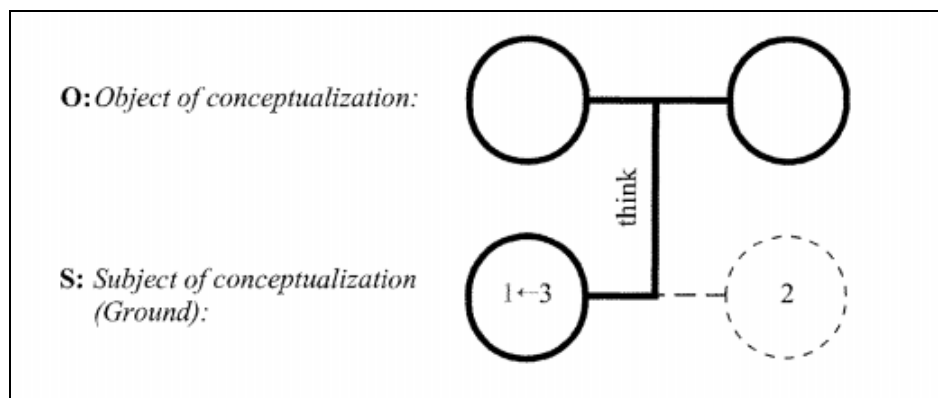 O: Object of conceptualization:
think
S: Subject of conceptualization
(Ground):
1←3
2